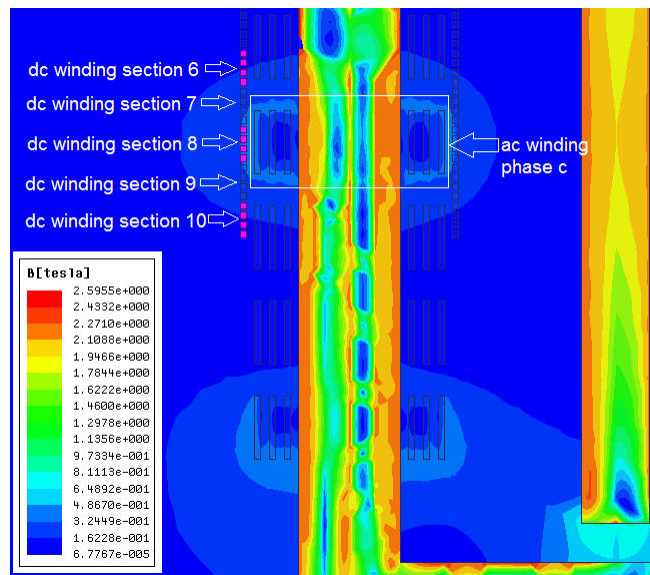 dc winding section 6
dc winding section 7
dc winding section 8
dc winding section 9
dc winding section 10
ac winding
phase c
B[tesla]
2.5955e+000
2.4332e+000
2.2710e+000
2.1088e+000
1.9466e+000
1.7844e+000
1.6222e+000
1.4600e+000
1.2978e+000
1.1356e+000
9.7334e-001
8.1113e-001
6.4892e-001
4.8670e-001
3.2449e-001
1.6228e-001
6.7767e-005